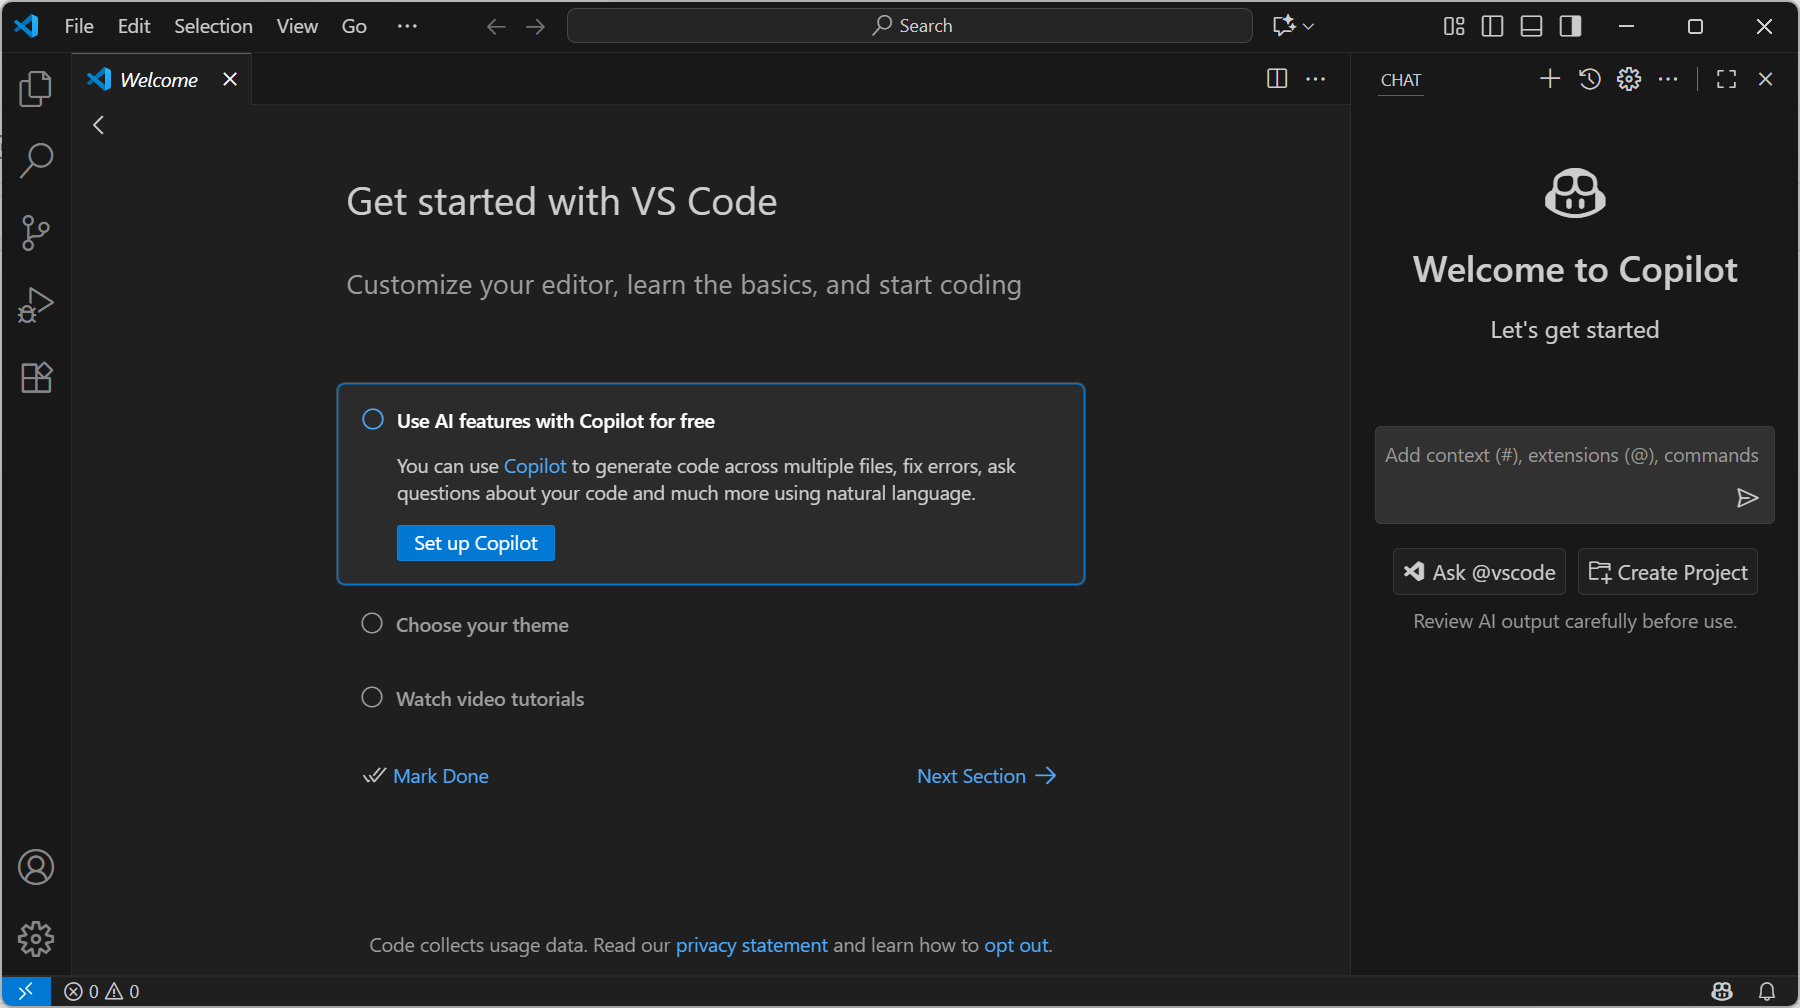 File Edit Selection View Go ··· Search
Welcome
CHAT
Get started with VS Code
Customize your editor, learn the basics, and start coding
Use AI features with Copilot for free
You can use Copilot to generate code across multiple files, fix errors, ask
questions about your code and much more using natural language.
Set up Copilot
Choose your theme
Watch video tutorials
Mark Done
Next Section
Code collects usage data. Read our privacy statement and learn how to opt out.
Welcome to Copilot
Let's get started
Add context (#), extensions (@), commands
Ask @vscode
Create Project
Review AI output carefully before use.
0 0